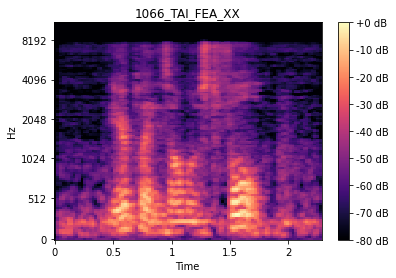 1066_TAI_FEA_XX
8192
4096
2048
1024
512
0
Hz
0
0.5
1
1.5
2
Time
+0 dB
-10 dB
-20 dB
-30 dB
-40 dB
-50 dB
-60 dB
-70 dB
-80 dB